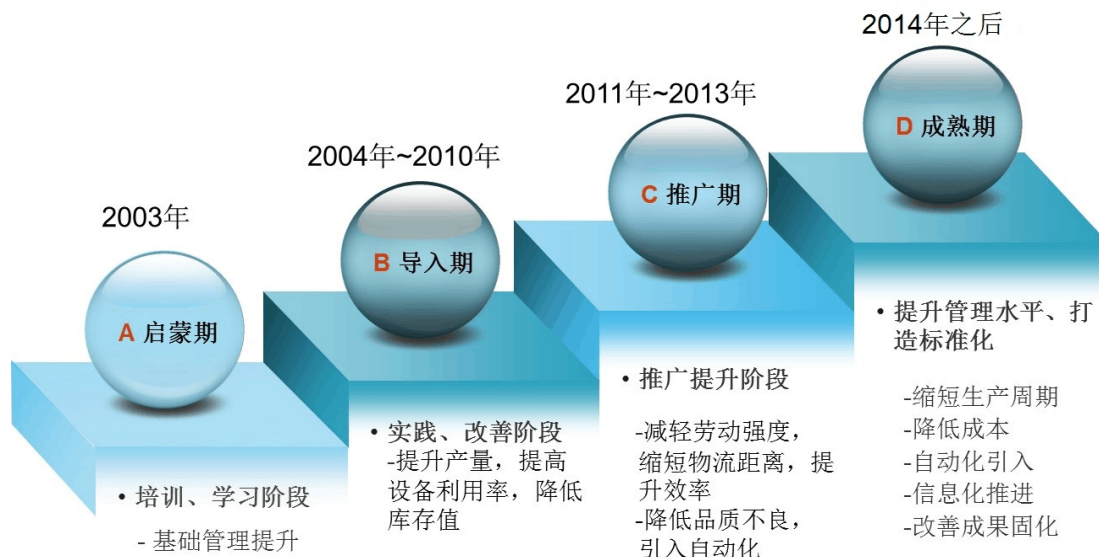 2003年
A 启蒙期
• 培训、学习阶段
- 基础管理提升
2004年~2010年
B 导入期
• 实践、改善阶段
-提升产量，提高
设备利用率，降低
库存值
2011年~2013年
C 推广期
• 推广提升阶段
-减轻劳动强度，
缩短物流距离，提
升效率
-降低品质不良，
引入自动化
2014年之后
D 成熟期
• 提升管理水平、打
造标准化
-缩短生产周期
-降低成本
-自动化引入
-信息化推进
-改善成果固化